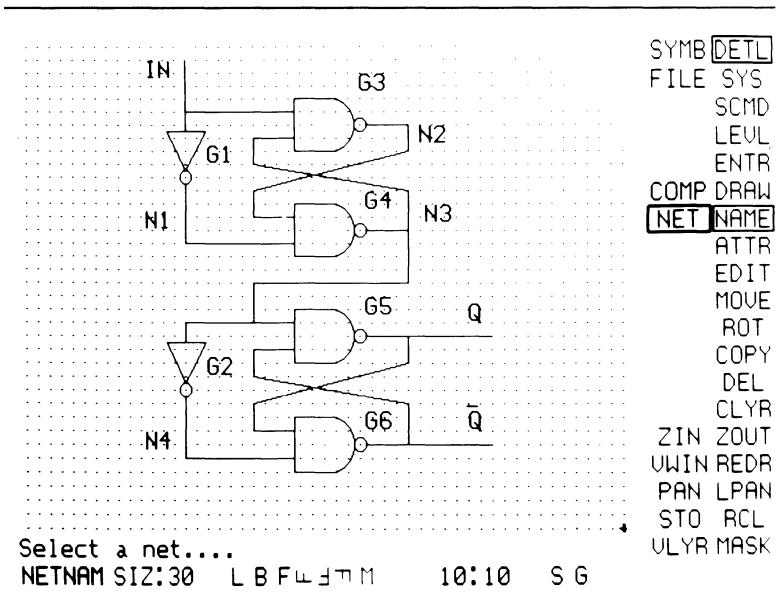 IN
G3
G1
N2
G4
N1
N3
G5
Q
G2
G6
Q̅
N4
SYMB DETL
FILE SYS
SCMD
LEVL
ENTR
COMP DRAW
NET NAME
ATTR
EDIT
MOVE
ROT
COPY
DEL
CLYR
ZIN ZOUT
VWIN REDR
PAN LPAN
STO RCL
VLYR MASK
Select a net....
NETNAM SIZ:30 L B F M 10:10 S G